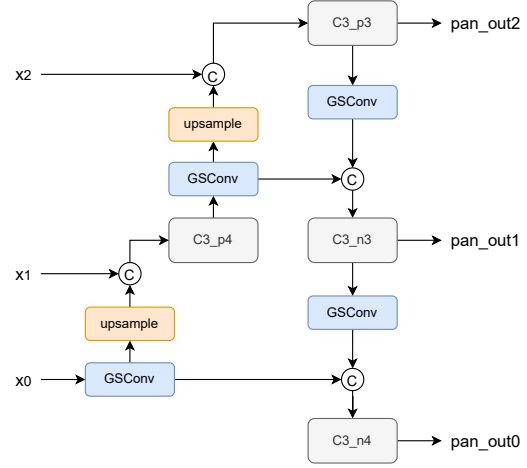 C3_p3
pan_out2
x2
C
GSConv
upsample
GSConv
C
C3_p4
C3_n3
pan_out1
x1
C
upsample
GSConv
x0
GSConv
C
C3_n4
pan_out0